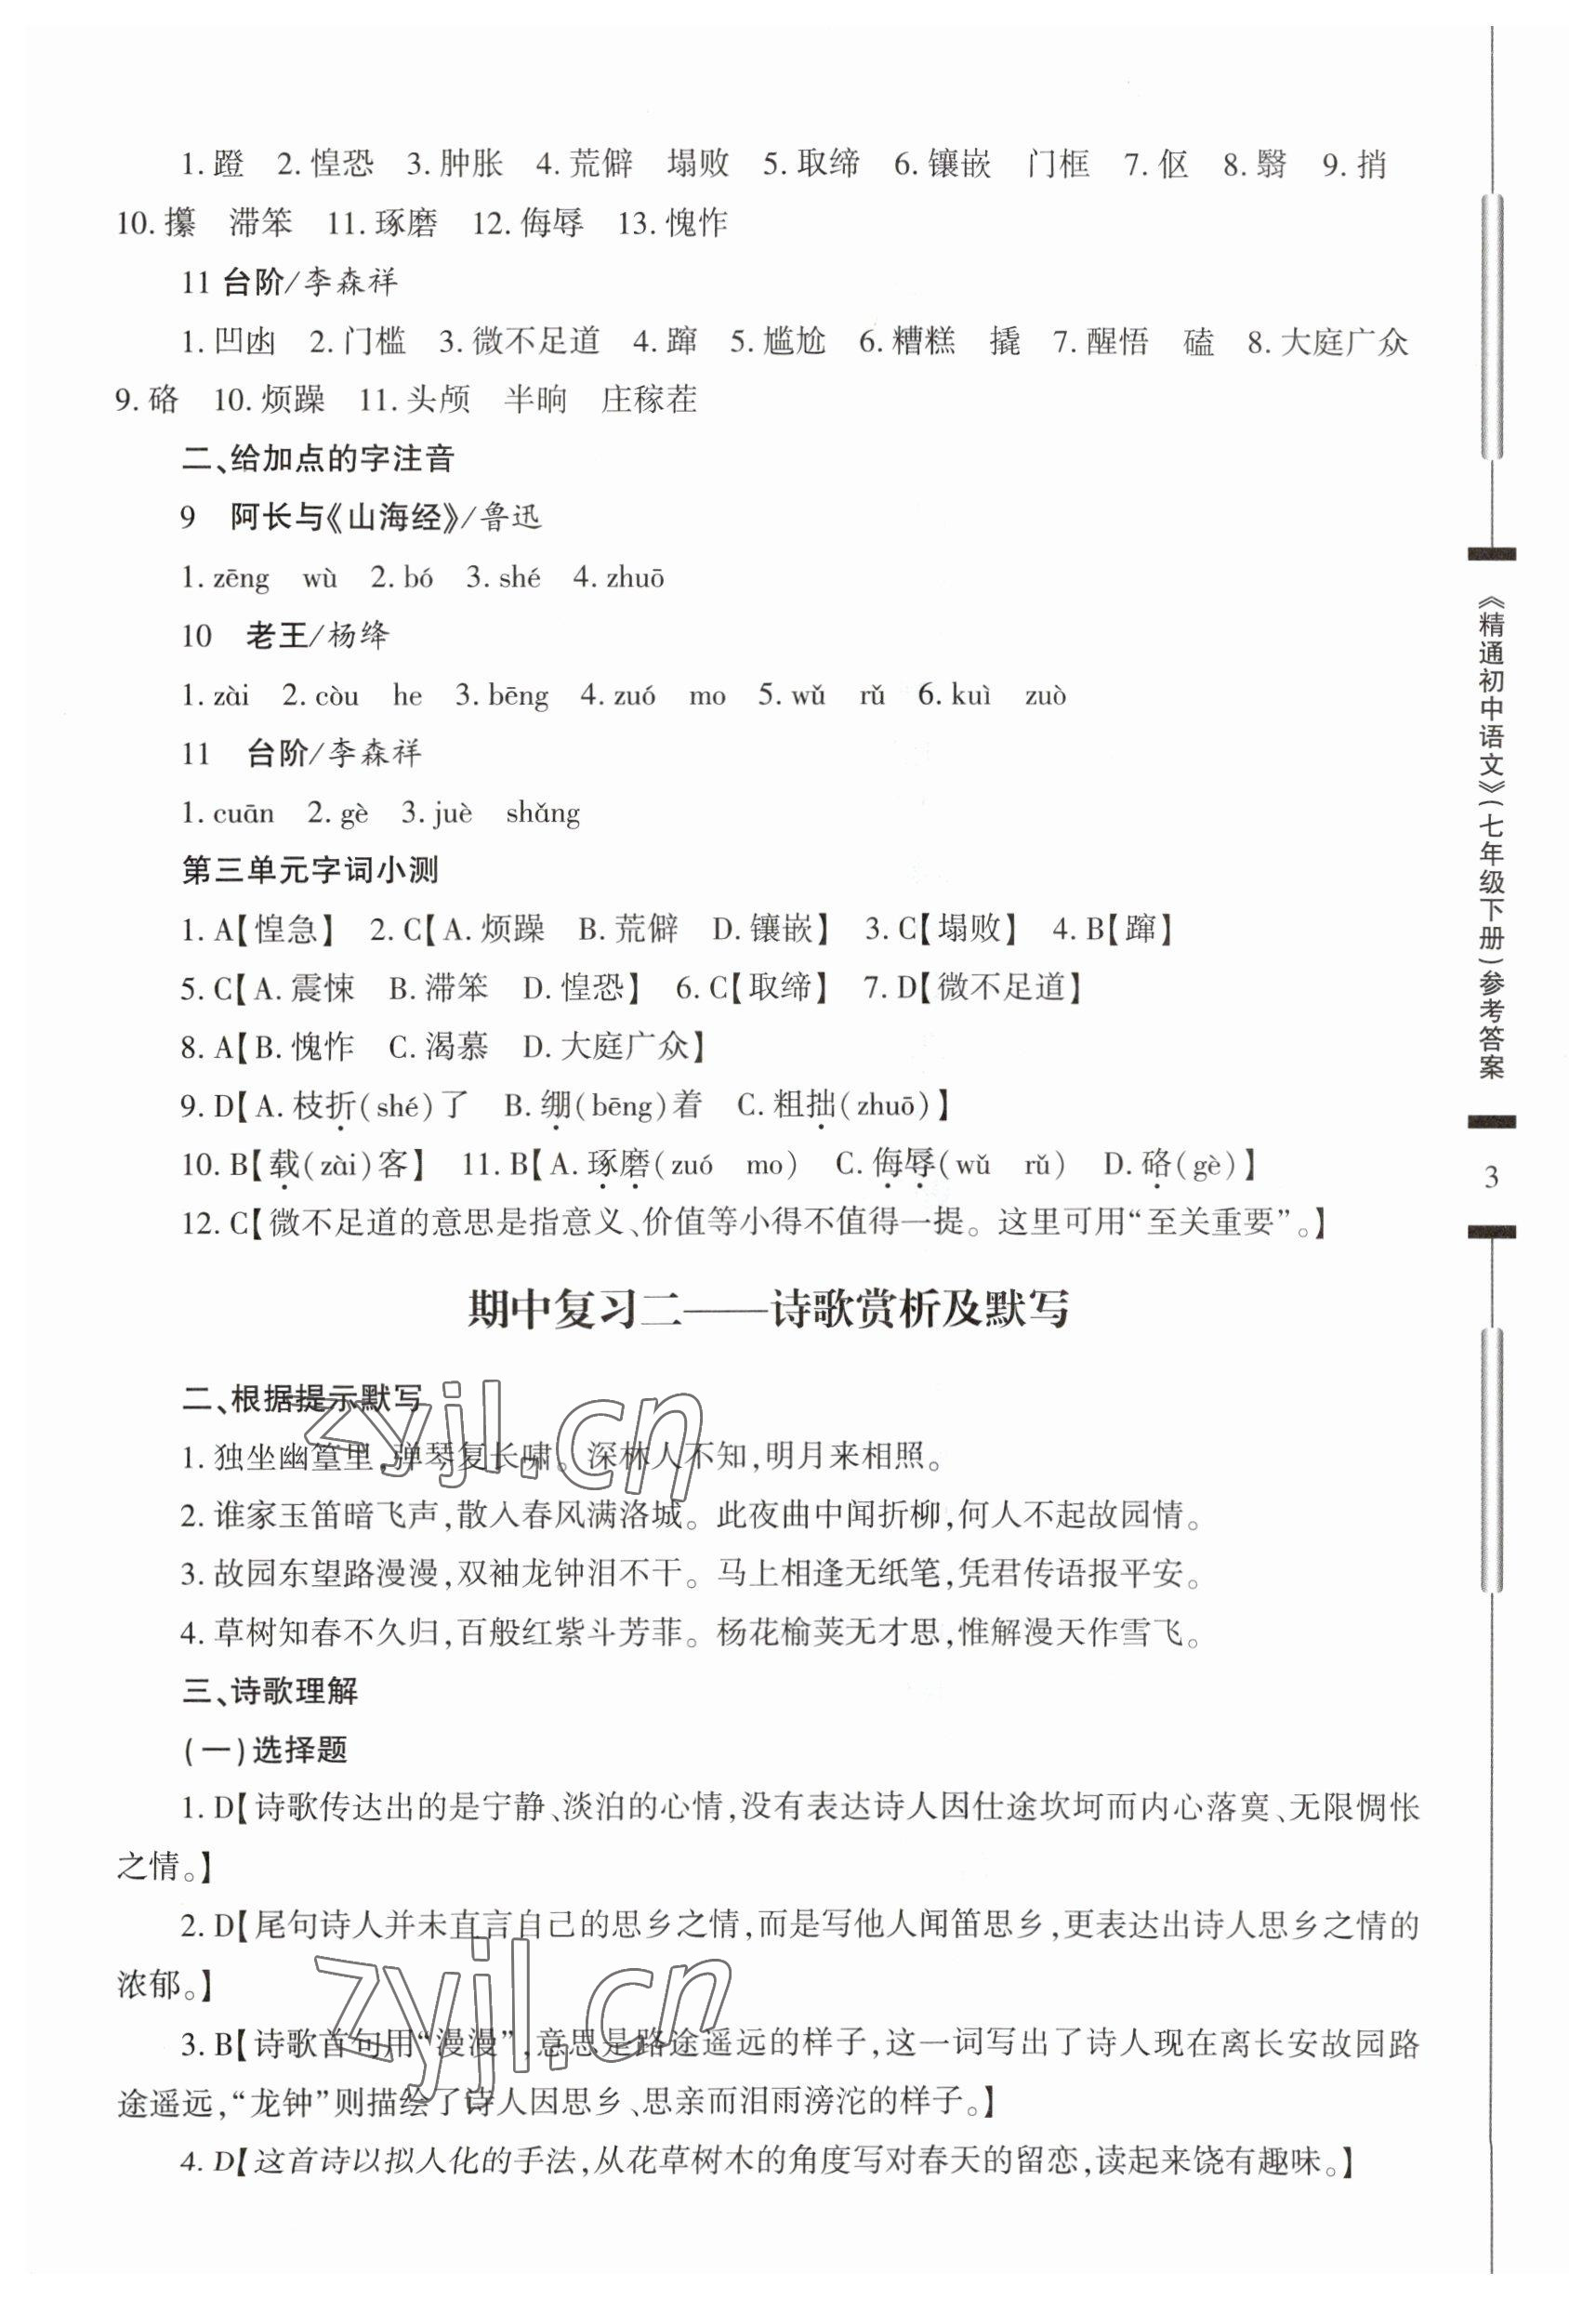 1. 蹬　2. 惶恐　3. 肿胀　4. 荒僻　塌败　5. 取缔　6. 镶嵌　门框　7. 伛　8. 翳　9. 捎
10. 攥　滞笨　11. 琢磨　12. 侮辱　13. 愧怍
11 台阶/李森祥
1. 凹凼　2. 门槛　3. 微不足道　4. 蹿　5. 尴尬　6. 糟糕　撬　7. 醒悟　磕　8. 大庭广众
9. 硌　10. 烦躁　11. 头颅　半晌　庄稼茬
二、给加点的字注音
9　阿长与《山海经》/鲁迅
1. zēng　wù　2. bó　3. shé　4. zhuō
10　老王/杨绛
1. zài　2. còu　he　3. bēng　4. zuó　mo　5. wǔ　rǔ　6. kuì　zuò
11　台阶/李森祥
1. cuān　2. gè　3. juè　shǎng
第三单元字词小测
1. A【惶急】　2. C【A. 烦躁　B. 荒僻　D. 镶嵌】　3. C【塌败】　4. B【蹿】
5. C【A. 震悚　B. 滞笨　D. 惶恐】　6. C【取缔】　7. D【微不足道】
8. A【B. 愧怍　C. 渴慕　D. 大庭广众】
9. D【A. 枝折(shé)了　B. 绷(bēng)着　C. 粗拙(zhuō)】
10. B【载(zài)客】　11. B【A. 琢磨(zuó　mo)　C. 侮辱(wǔ　rǔ)　D. 硌(gè)】
12. C【微不足道的意思是指意义、价值等小得不值得一提。这里可用“至关重要”。】
期中复习二——诗歌赏析及默写
二、根据提示默写
1. 独坐幽篁里,弹琴复长啸。深林人不知,明月来相照。
2. 谁家玉笛暗飞声,散入春风满洛城。此夜曲中闻折柳,何人不起故园情。
3. 故园东望路漫漫,双袖龙钟泪不干。马上相逢无纸笔,凭君传语报平安。
4. 草树知春不久归,百般红紫斗芳菲。杨花榆荚无才思,惟解漫天作雪飞。
三、诗歌理解
(一)选择题
1. D【诗歌传达出的是宁静、淡泊的心情,没有表达诗人因仕途坎坷而内心落寞、无限惆怅
之情。】
2. D【尾句诗人并未直言自己的思乡之情,而是写他人闻笛思乡,更表达出诗人思乡之情的
浓郁。】
3. B【诗歌首句用“漫漫”,意思是路途遥远的样子,这一词写出了诗人现在离长安故园路
途遥远,“龙钟”则描绘了诗人因思乡、思亲而泪雨滂沱的样子。】
4. D【这首诗以拟人化的手法,从花草树木的角度写对春天的留恋,读起来饶有趣味。】
《精通初中语文》(七年级下册)参考答案
3
zyjl.cn
zyjl.cn